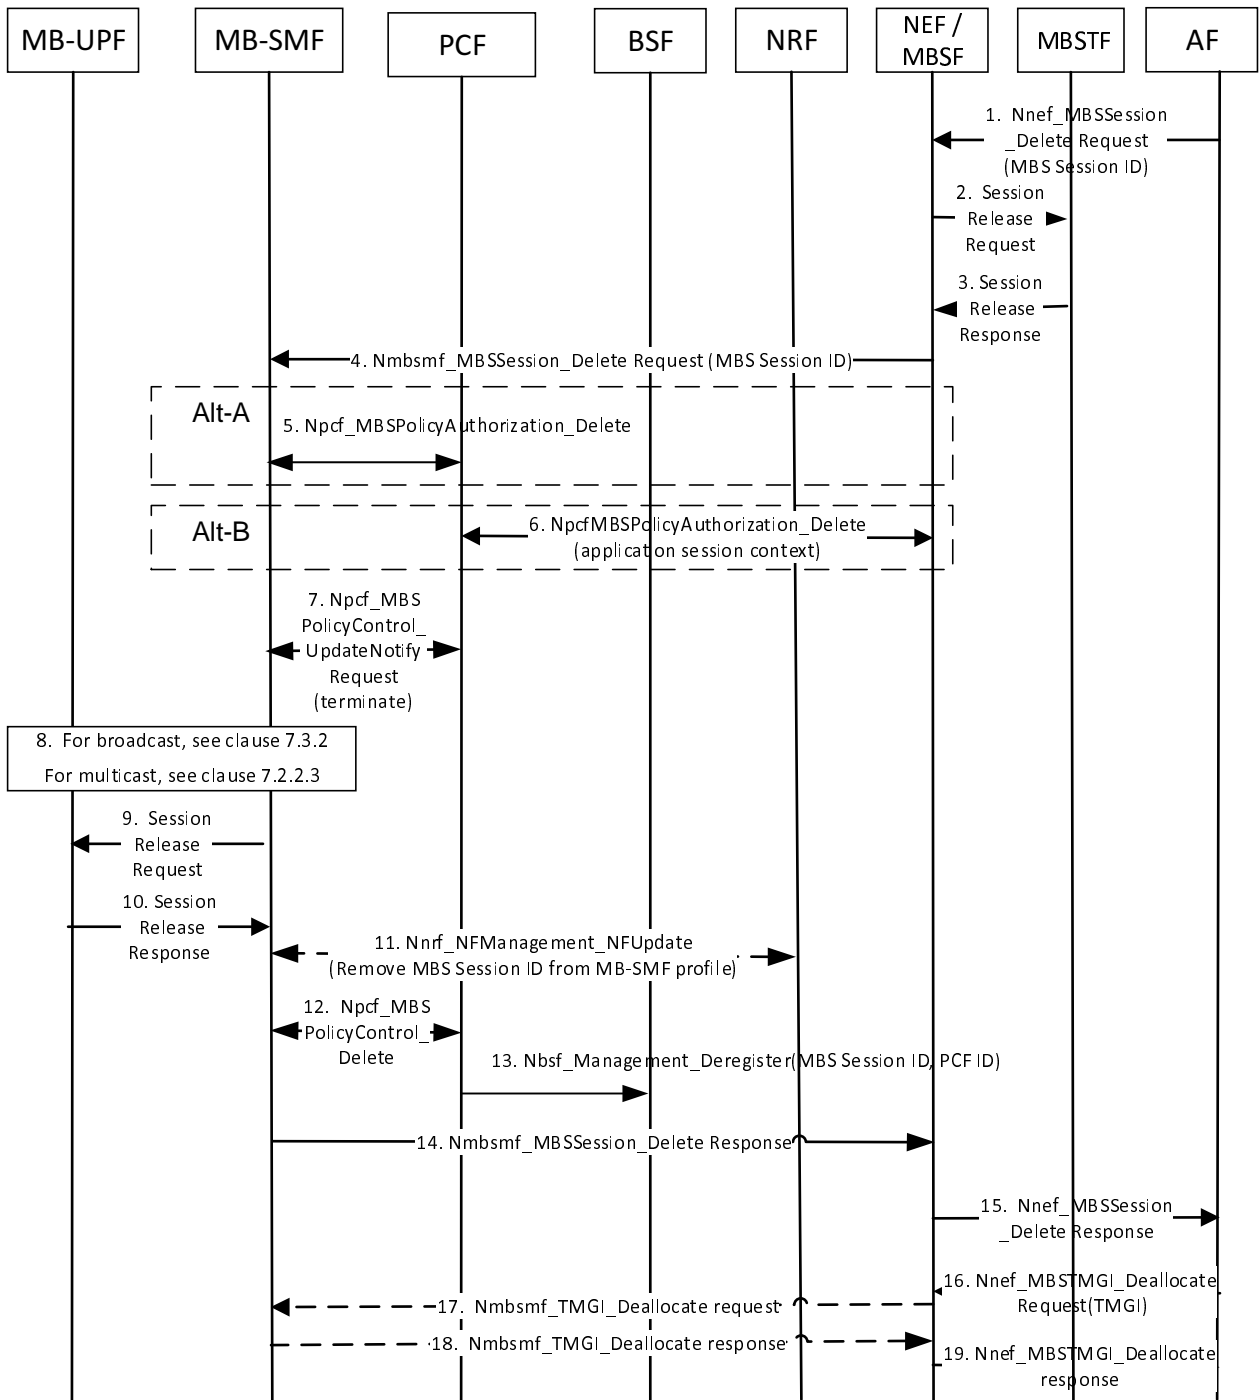 MB-UPF
MB-SMF
PCF
BSF
NRF
NEF /
MBSF
MBSTF
AF
1. Nnef_MBSSession
_Delete Request
(MBS Session ID)
2. Session
Release
Request
3. Session
Release
Response
4. Nmbsmf_MBSSession_Delete Request (MBS Session ID)
Alt-A
5. Npcf_MBSPolicyAuthorization_Delete
Alt-B
6. NpcfMBSPolicyAuthorization_Delete
(application session context)
7. Npcf_MBS
PolicyControl_
UpdateNotify
Request
(terminate)
8. For broadcast, see clause 7.3.2
For multicast, see clause 7.2.2.3
9. Session
Release
Request
10. Session
Release
Response
11. Nnrf_NFManagement_NFUpdate
(Remove MBS Session ID from MB-SMF profile)
12. Npcf_MBS
PolicyControl_
Delete
13. Nbsf_Management_Deregister(MBS Session ID, PCF ID)
14. Nmbsmf_MBSSession_Delete Response
15. Nnef_MBSSession
_Delete Response
16. Nnef_MBSTMGI_Deallocate
Request(TMGI)
17. Nmbsmf_TMGI_Deallocate request
18. Nmbsmf_TMGI_Deallocate response
19. Nnef_MBSTMGI_Deallocate
response